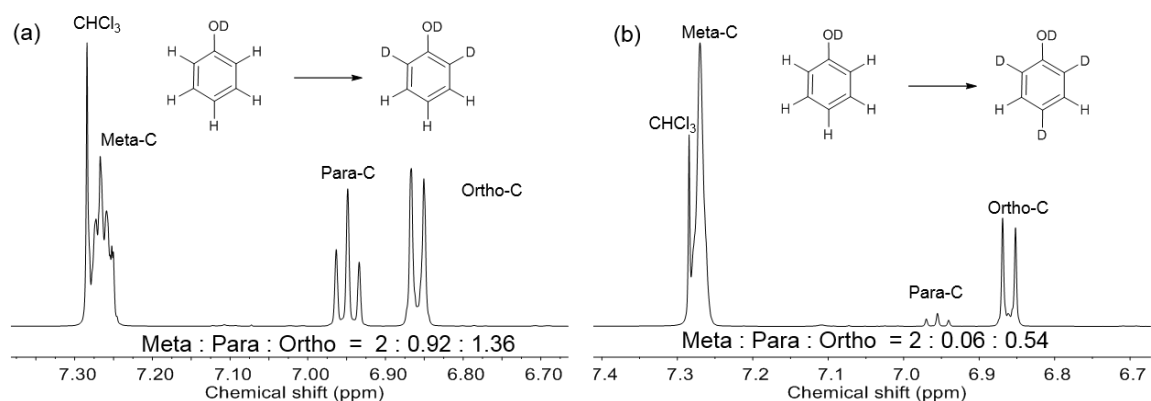 (a)
CHCl3
OD
H H
H H
H
OD
D D
H H
H
Meta-C
Para-C
Ortho-C
Meta : Para : Ortho = 2 : 0.92 : 1.36
7.30 7.20 7.10 7.00 6.90 6.80 6.70
Chemical shift (ppm)
(b)
Meta-C
OD
H H
H H
H
OD
D D
H H
D
CHCl3
Para-C
Ortho-C
Meta : Para : Ortho = 2 : 0.06 : 0.54
7.4 7.3 7.2 7.1 7.0 6.9 6.8 6.7
Chemical shift (ppm)